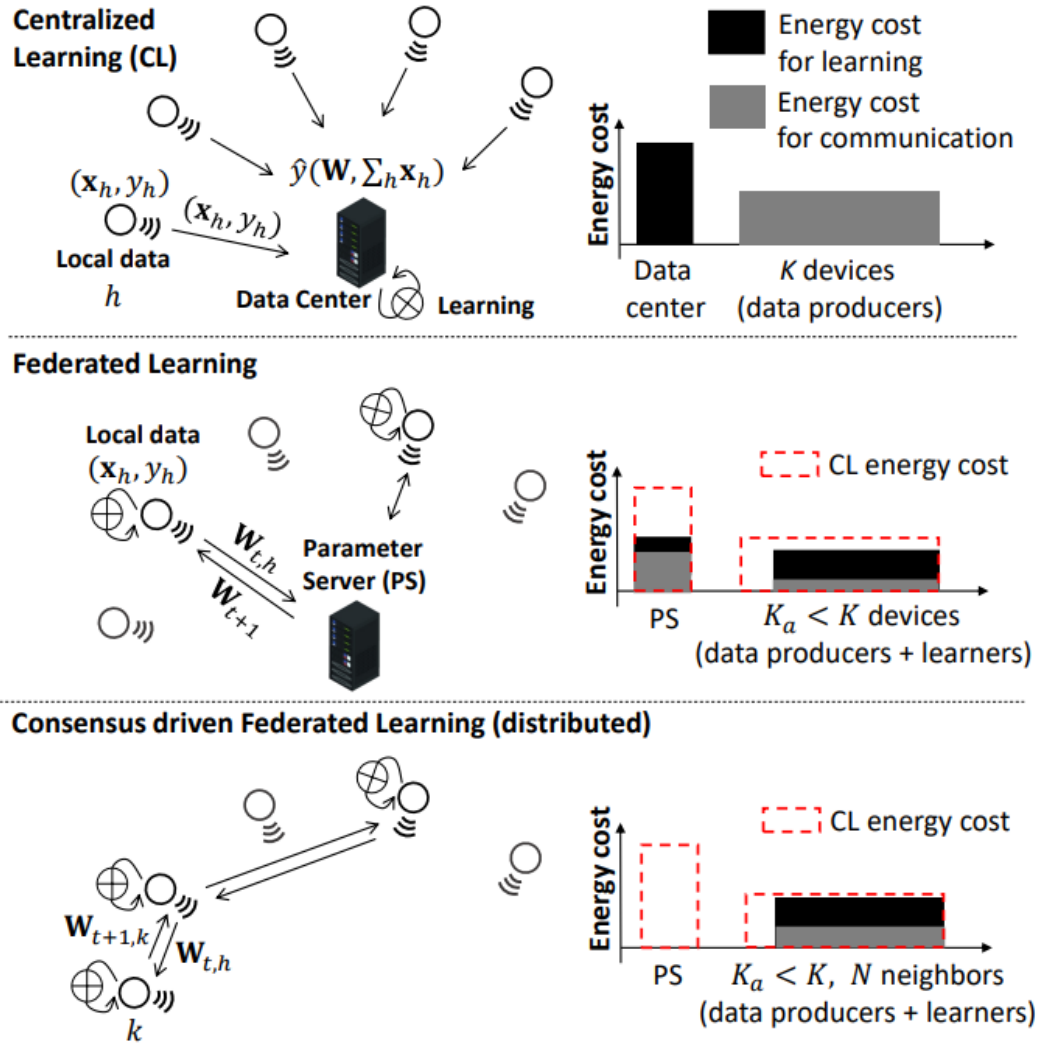 Centralized
Learning (CL)
(𝐱ₕ, yₕ)
(𝐱ₕ, yₕ)
Local data
h
ŷ(𝐖, ∑ₕ𝐱ₕ)
Data Center
Learning
Energy cost
for learning
Energy cost
for communication
Energy cost
Data
center
K devices
(data producers)
Federated Learning
Local data
(𝐱ₕ, yₕ)
𝐖ₜ,ₕ
𝐖ₜ₊₁
Parameter
Server (PS)
CL energy cost
Energy cost
PS
Kₐ < K devices
(data producers + learners)
Consensus driven Federated Learning (distributed)
𝐖ₜ₊₁,ₖ
𝐖ₜ,ₕ
k
CL energy cost
Energy cost
PS
Kₐ < K, N neighbors
(data producers + learners)